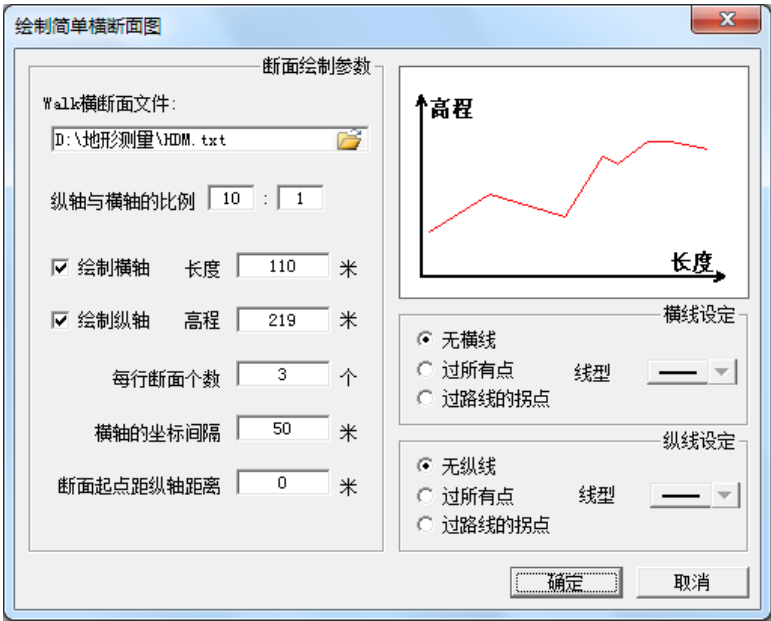 绘制简单横断面图
断面绘制参数
Walk横断面文件:
D:\地形测量\HDM.txt
纵轴与横轴的比例 10 : 1
绘制横轴 长度 110 米
绘制纵轴 高程 219 米
每行断面个数 3 个
横轴的坐标间隔 50 米
断面起点距纵轴距离 0 米
高程
长度
横线设定
无横线
过所有点 线型
过路线的拐点
纵线设定
无纵线
过所有点 线型
过路线的拐点
确定 取消